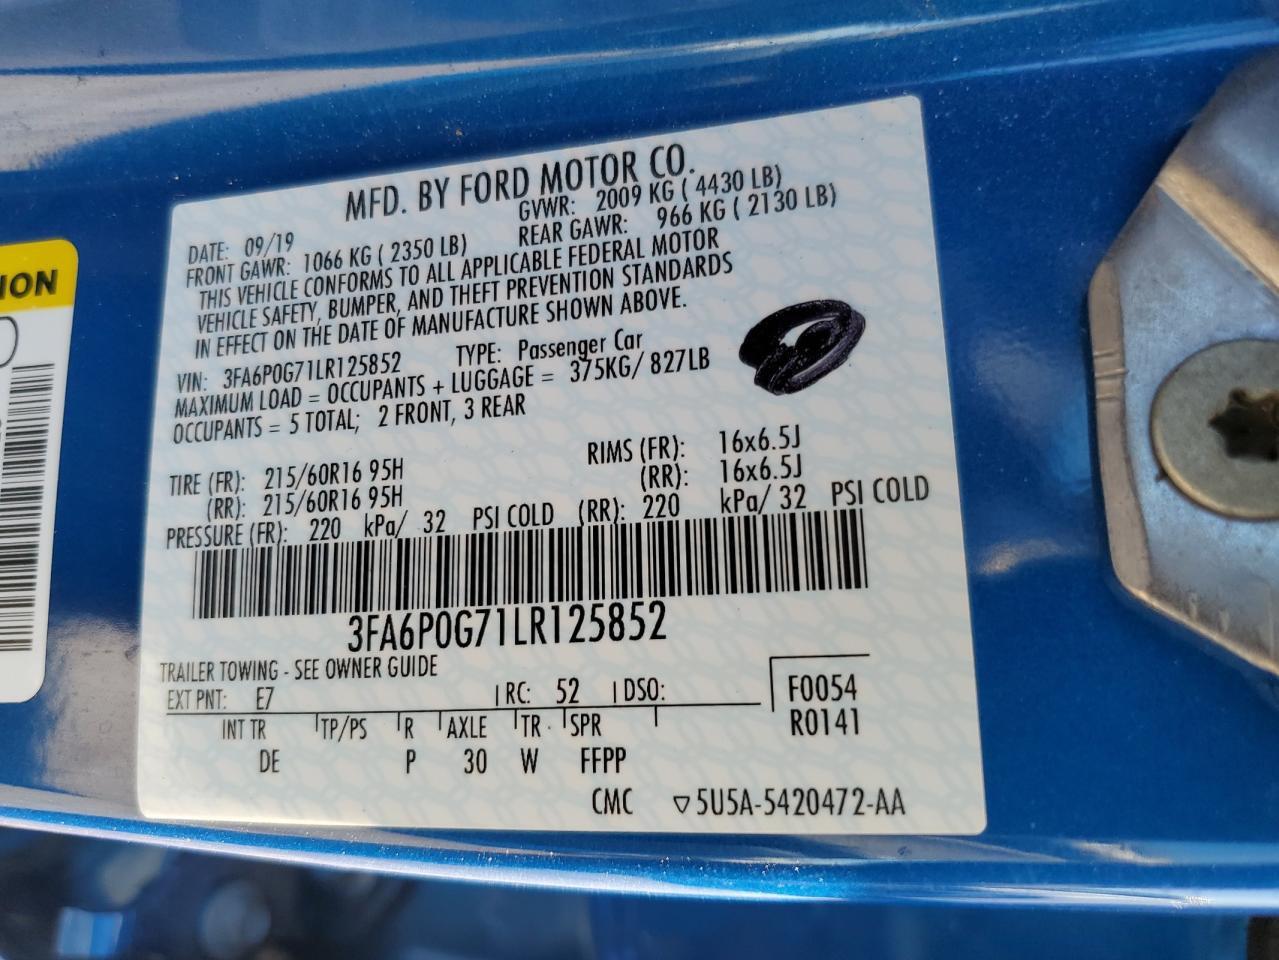 MFD. BY FORD MOTOR CO.
DATE: 09/19 GVWR: 2009 KG ( 4430 LB)
FRONT GAWR: 1066 KG ( 2350 LB) REAR GAWR: 966 KG ( 2130 LB)
THIS VEHICLE CONFORMS TO ALL APPLICABLE FEDERAL MOTOR
VEHICLE SAFETY, BUMPER, AND THEFT PREVENTION STANDARDS
IN EFFECT ON THE DATE OF MANUFACTURE SHOWN ABOVE.
VIN: 3FA6P0G71LR125852 TYPE: Passenger Car
MAXIMUM LOAD = OCCUPANTS + LUGGAGE = 375KG/ 827LB
OCCUPANTS = 5 TOTAL; 2 FRONT, 3 REAR
TIRE (FR): 215/60R16 95H RIMS (FR): 16x6.5J
(RR): 215/60R16 95H (RR): 16x6.5J
PRESSURE (FR): 220 kPa/ 32 PSI COLD (RR): 220 kPa/ 32 PSI COLD
3FA6P0G71LR125852
TRAILER TOWING - SEE OWNER GUIDE
EXT PNT: E7 RC: 52 DSO: F0054
INT TR TP/PS R AXLE TR SPR R0141
DE P 30 W FFPP
CMC ▽5U5A-5420472-AA
ION